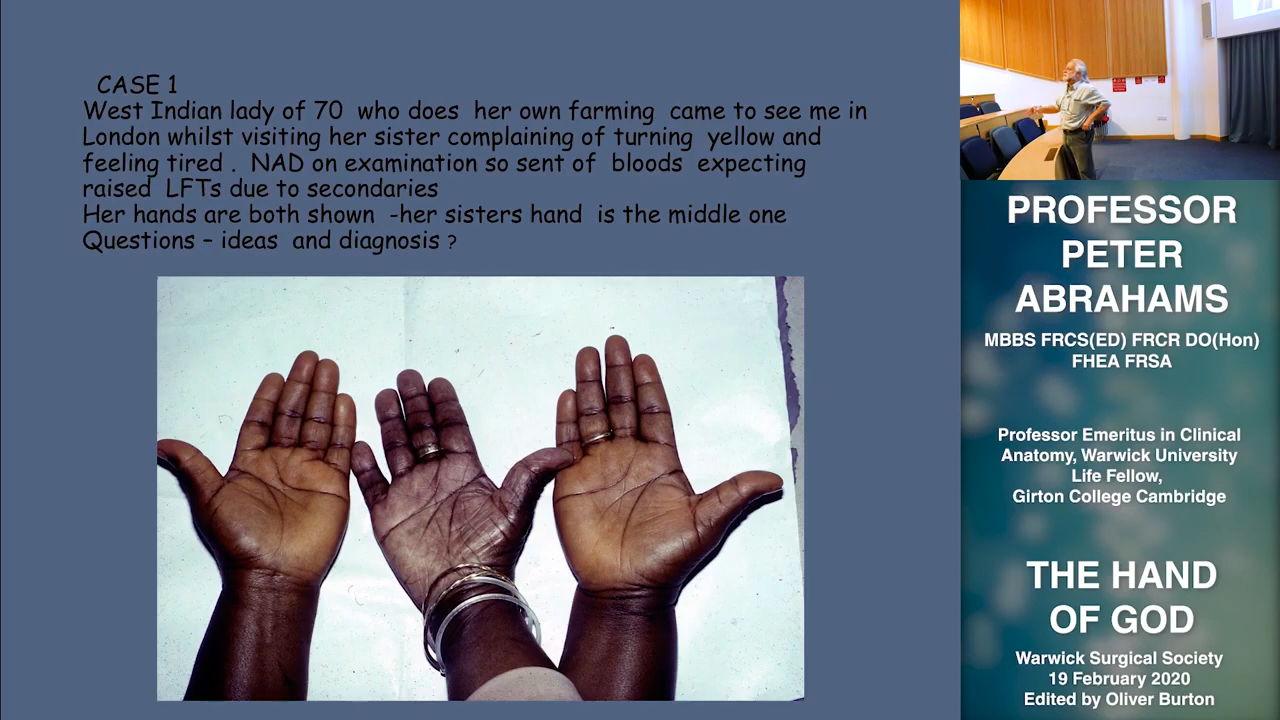 CASE 1
West Indian lady of 70 who does her own farming came to see me in
London whilst visiting her sister complaining of turning yellow and
feeling tired . NAD on examination so sent of bloods expecting
raised LFTs due to secondaries
Her hands are both shown -her sisters hand is the middle one
Questions – ideas and diagnosis ?
PROFESSOR
PETER
ABRAHAMS
MBBS FRCS(ED) FRCR DO(Hon)
FHEA FRSA
Professor Emeritus in Clinical
Anatomy, Warwick University
Life Fellow,
Girton College Cambridge
THE HAND
OF GOD
Warwick Surgical Society
19 February 2020
Edited by Oliver Burton